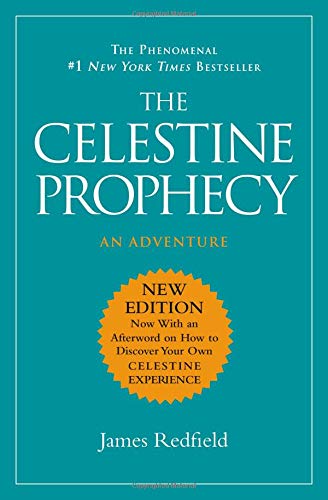 The Phenomenal
#1 New York Times Bestseller
THE
CELESTINE
PROPHECY
AN ADVENTURE
NEW
EDITION
Now With an
Afterword on How to
Discover Your Own
CELESTINE
EXPERIENCE
James Redfield